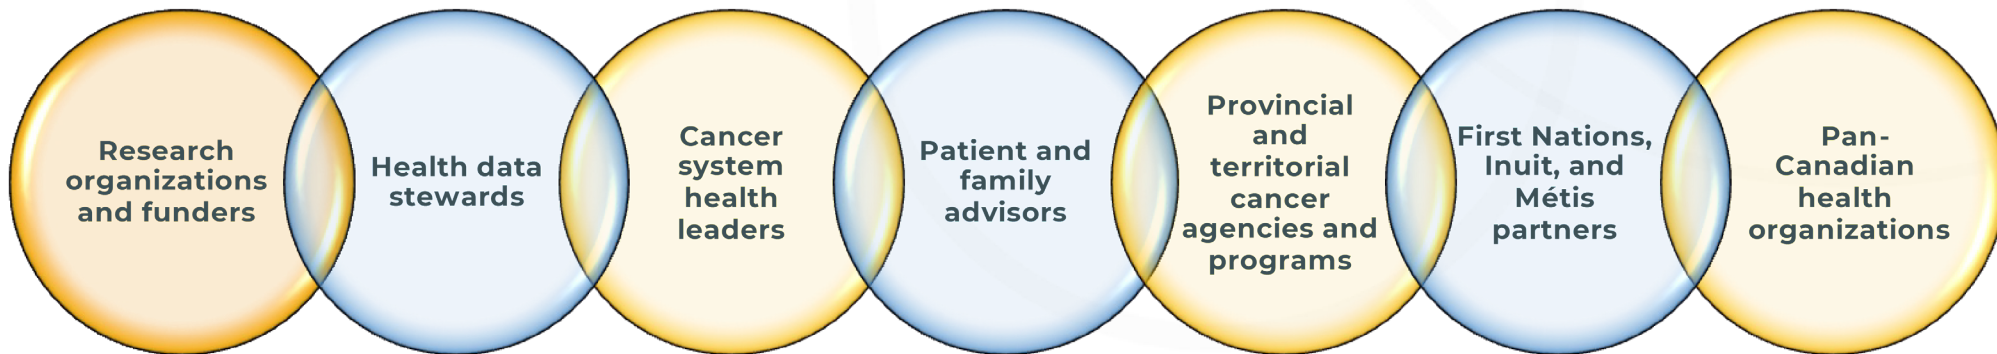 Research
organizations
and funders
Health data
stewards
Cancer
system
health
leaders
Patient and
family
advisors
Provincial
and
territorial
cancer
agencies and
programs
First Nations,
Inuit, and
Métis
partners
Pan-
Canadian
health
organizations